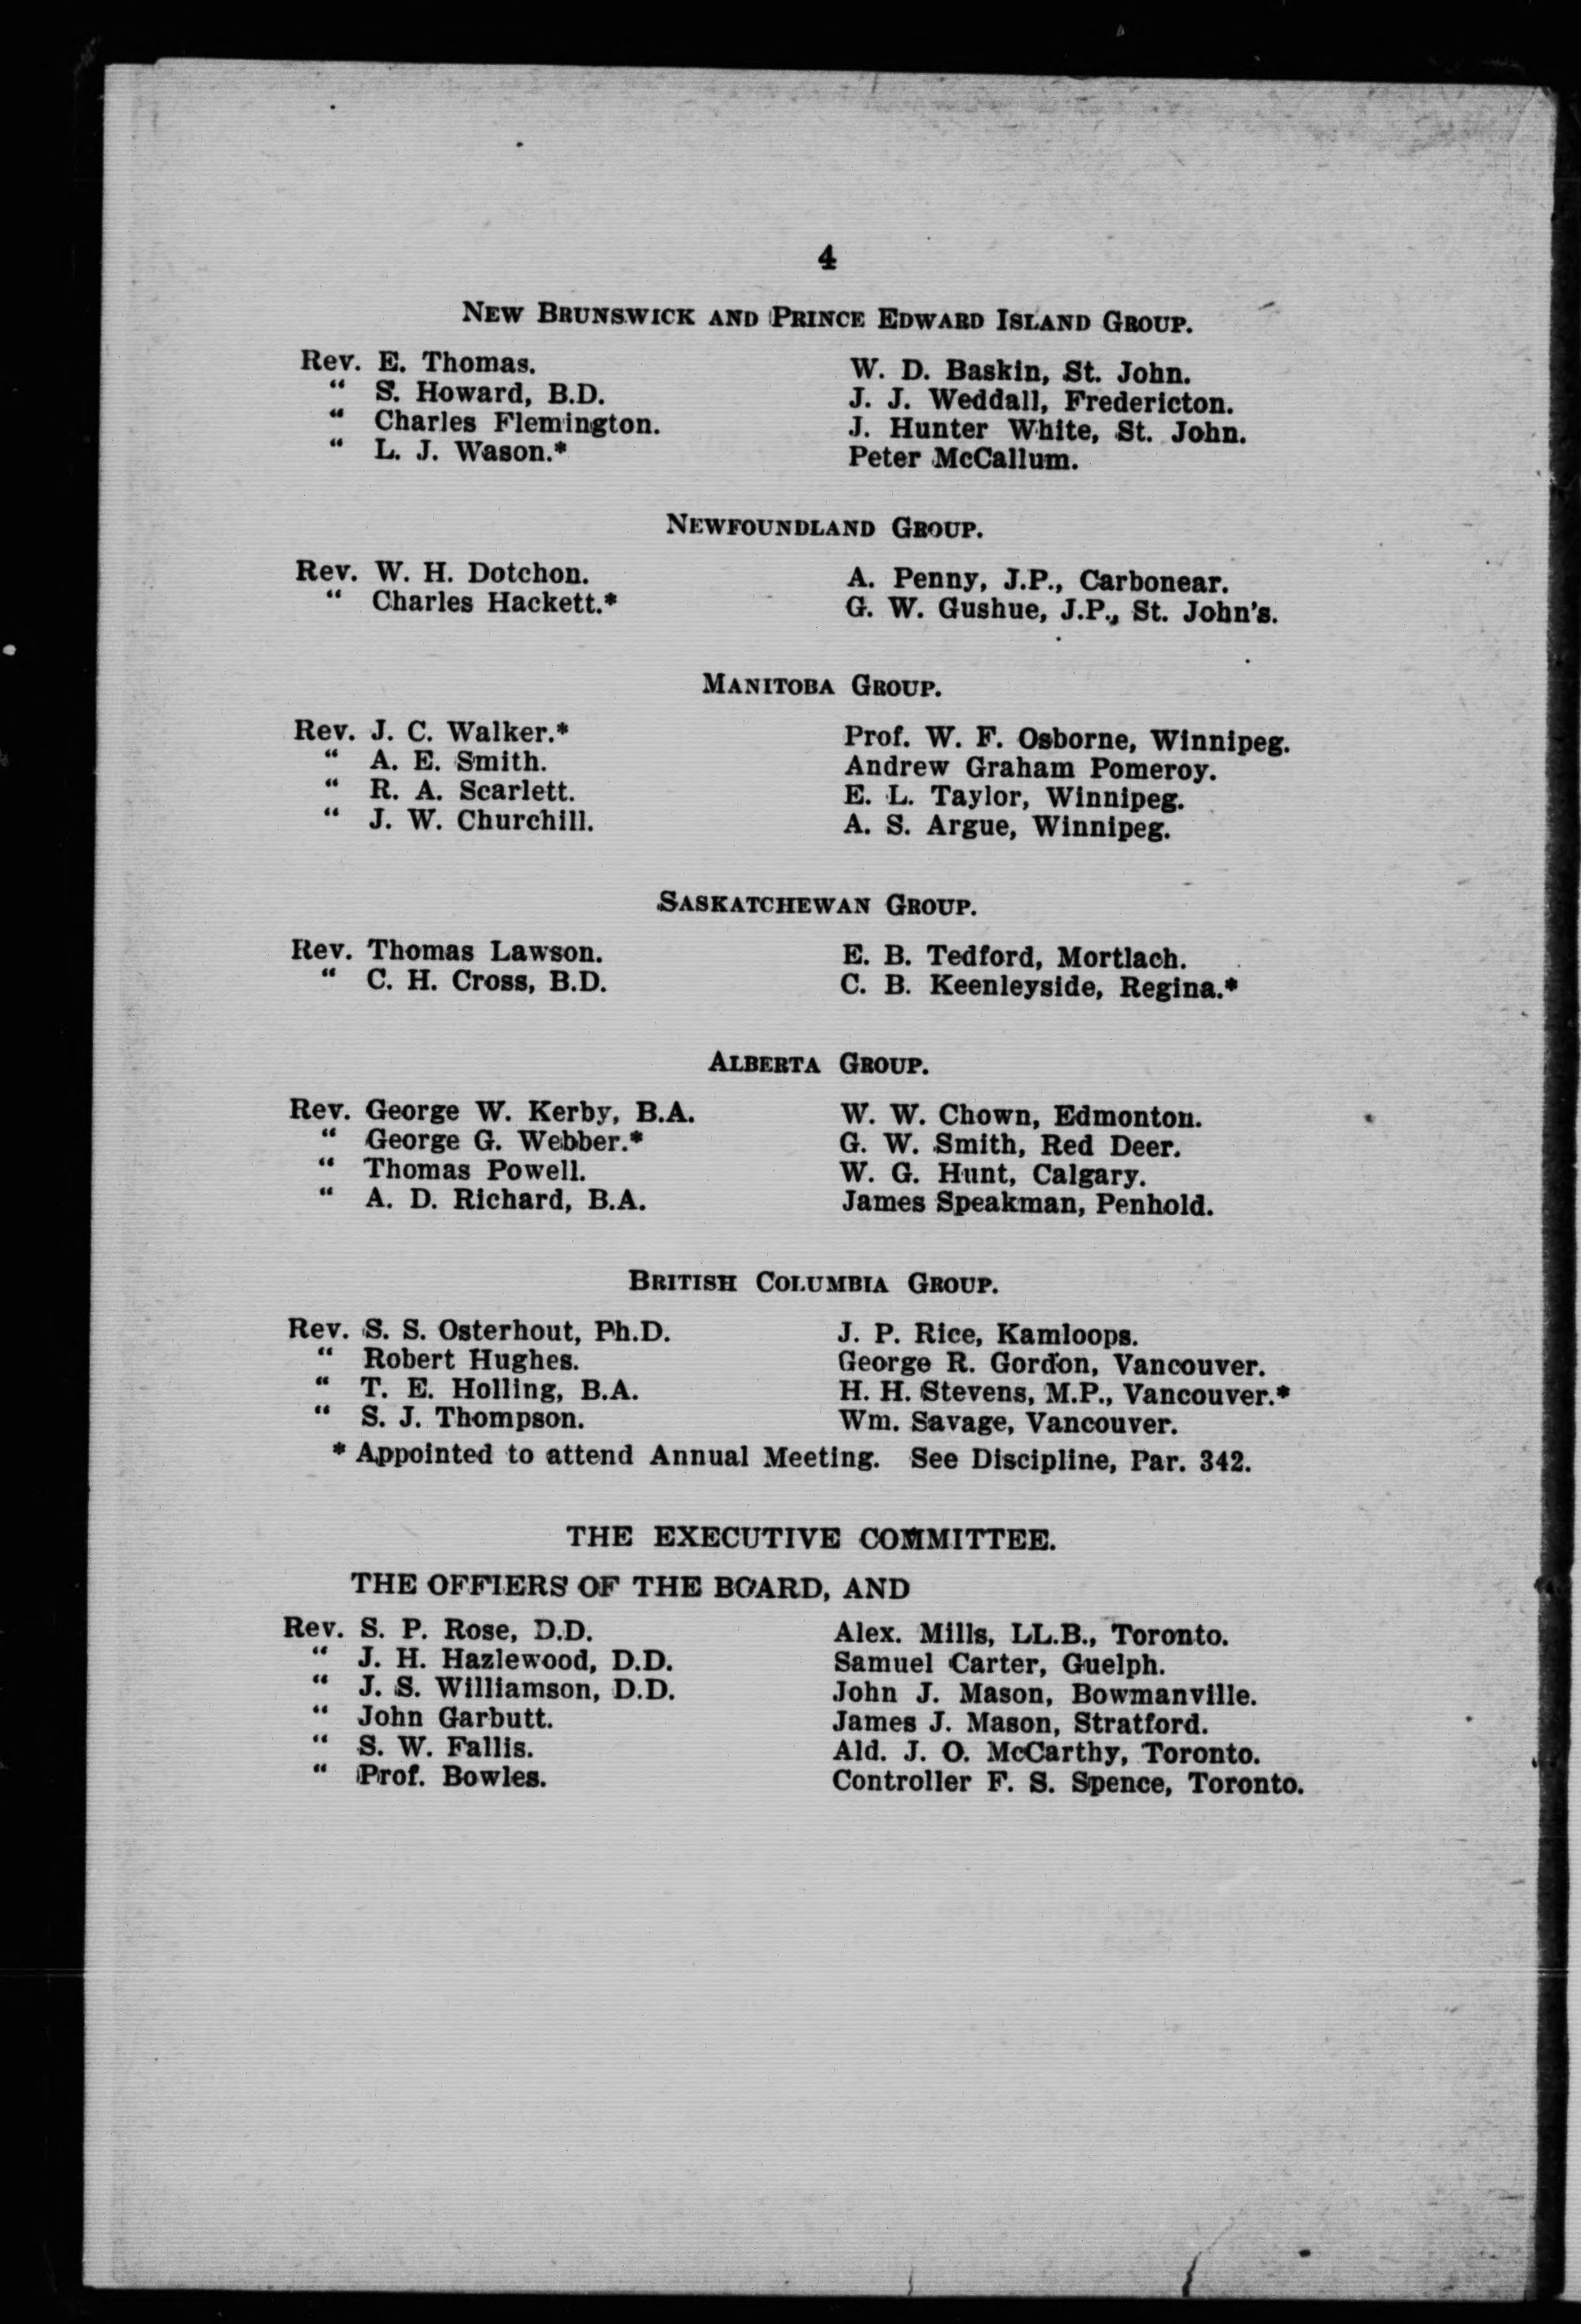 4
NEW BRUNSWICK AND PRINCE EDWARD ISLAND GROUP.
Rev. E. Thomas. W. D. Baskin, St. John.
“ S. Howard, B.D. J. J. Weddall, Fredericton.
“ Charles Flemington. J. Hunter White, St. John.
“ L. J. Wason.* Peter McCallum.
NEWFOUNDLAND GROUP.
Rev. W. H. Dotchon. A. Penny, J.P., Carbonear.
“ Charles Hackett.* G. W. Gushue, J.P., St. John's.
MANITOBA GROUP.
Rev. J. C. Walker.* Prof. W. F. Osborne, Winnipeg.
“ A. E. Smith. Andrew Graham Pomeroy.
“ R. A. Scarlett. E. L. Taylor, Winnipeg.
“ J. W. Churchill. A. S. Argue, Winnipeg.
SASKATCHEWAN GROUP.
Rev. Thomas Lawson. E. B. Tedford, Mortlach.
“ C. H. Cross, B.D. C. B. Keenleyside, Regina.*
ALBERTA GROUP.
Rev. George W. Kerby, B.A. W. W. Chown, Edmonton.
“ George G. Webber.* G. W. Smith, Red Deer.
“ Thomas Powell. W. G. Hunt, Calgary.
“ A. D. Richard, B.A. James Speakman, Penhold.
BRITISH COLUMBIA GROUP.
Rev. S. S. Osterhout, Ph.D. J. P. Rice, Kamloops.
“ Robert Hughes. George R. Gordon, Vancouver.
“ T. E. Holling, B.A. H. H. Stevens, M.P., Vancouver.*
“ S. J. Thompson. Wm. Savage, Vancouver.
* Appointed to attend Annual Meeting. See Discipline, Par. 342.
THE EXECUTIVE COMMITTEE.
THE OFFIERS OF THE BOARD, AND
Rev. S. P. Rose, D.D. Alex. Mills, LL.B., Toronto.
“ J. H. Hazlewood, D.D. Samuel Carter, Guelph.
“ J. S. Williamson, D.D. John J. Mason, Bowmanville.
“ John Garbutt. James J. Mason, Stratford.
“ S. W. Fallis. Ald. J. O. McCarthy, Toronto.
“ Prof. Bowles. Controller F. S. Spence, Toronto.